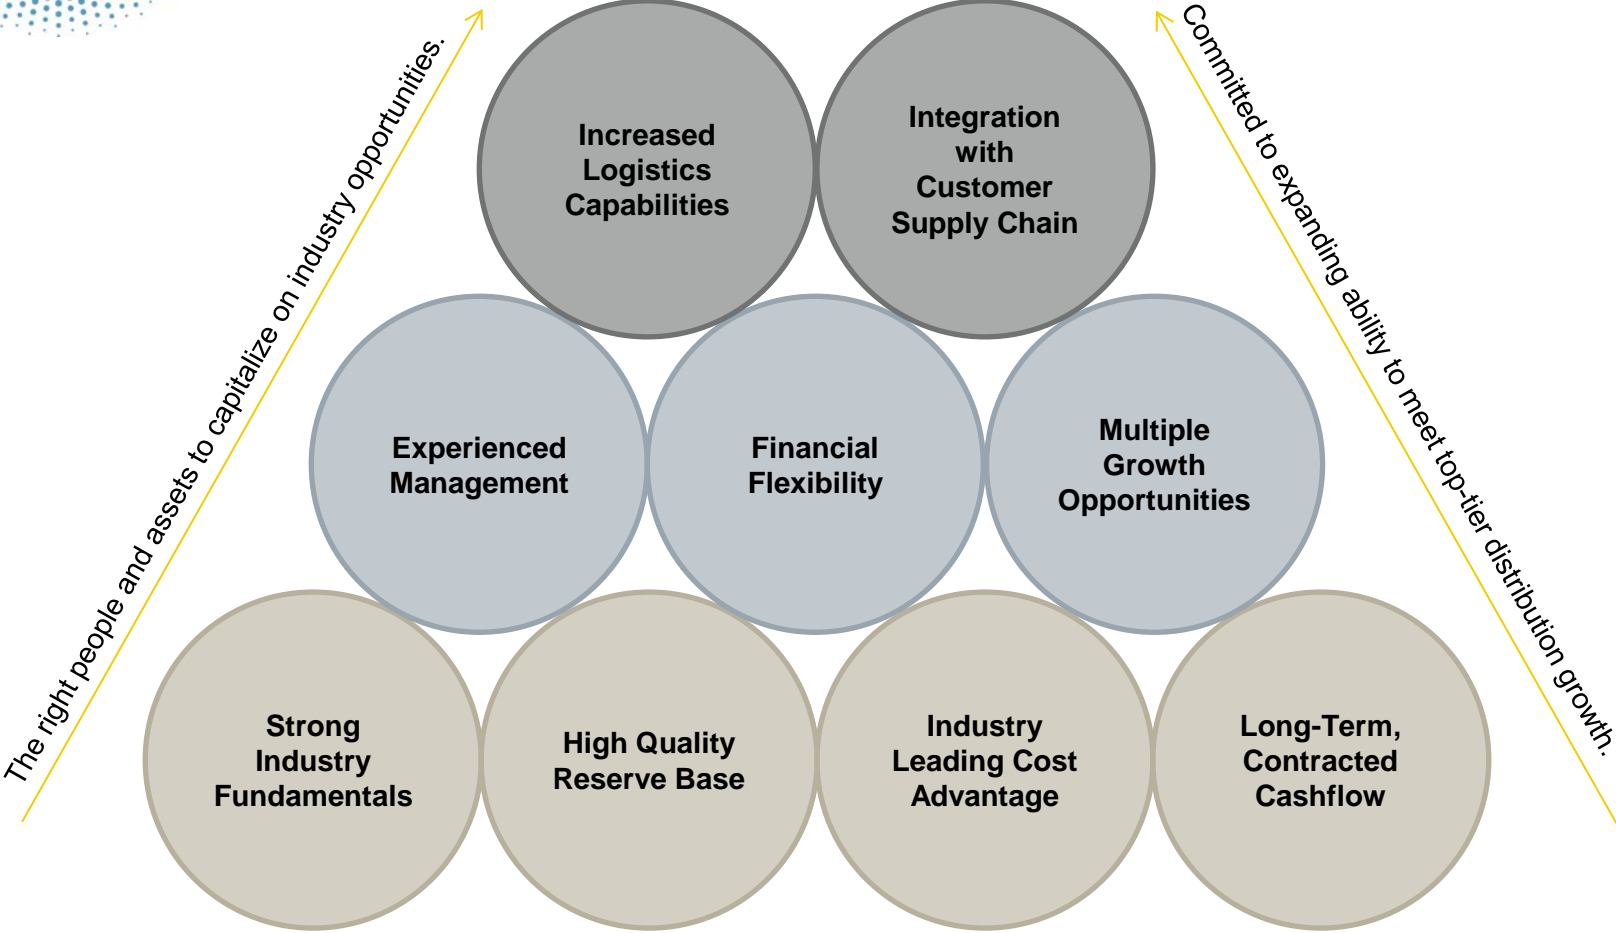 The right people and assets to capitalize on industry opportunities.
Committed to expanding ability to meet top-tier distribution growth.
Increased
Logistics
Capabilities
Integration
with
Customer
Supply Chain
Experienced
Management
Financial
Flexibility
Multiple
Growth
Opportunities
Strong
Industry
Fundamentals
High Quality
Reserve Base
Industry
Leading Cost
Advantage
Long-Term,
Contracted
Cashflow